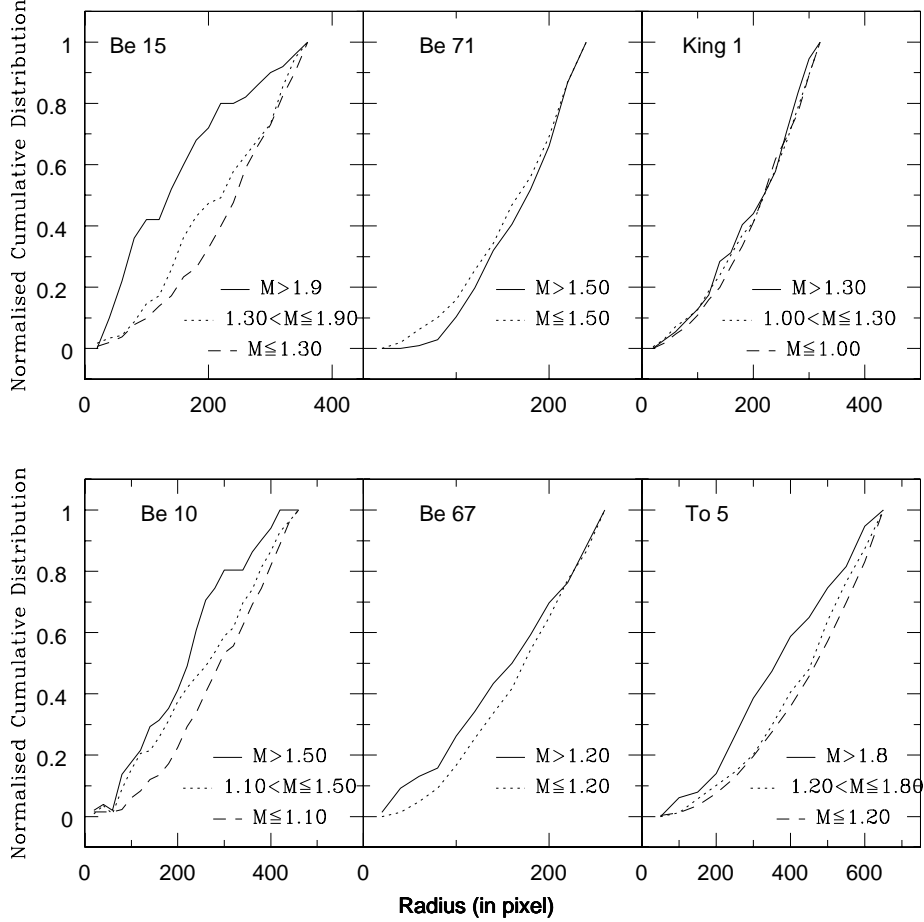 Normalised Cumulative Distribution
Be 15
1
0.8
0.6
0.4
0.2
0
M>1.9
1.30<M≦1.90
M≦1.30
0
200
400
Be 71
M>1.50
M≦1.50
200
King 1
M>1.30
1.00<M≦1.30
M≦1.00
0
200
400
Normalised Cumulative Distribution
Be 10
1
0.8
0.6
0.4
0.2
0
M>1.50
1.10<M≦1.50
M≦1.10
0
200
400
Be 67
M>1.20
M≦1.20
0
200
To 5
M>1.8
1.20<M≦1.80
M≦1.20
0
200
400
600
Radius (in pixel)